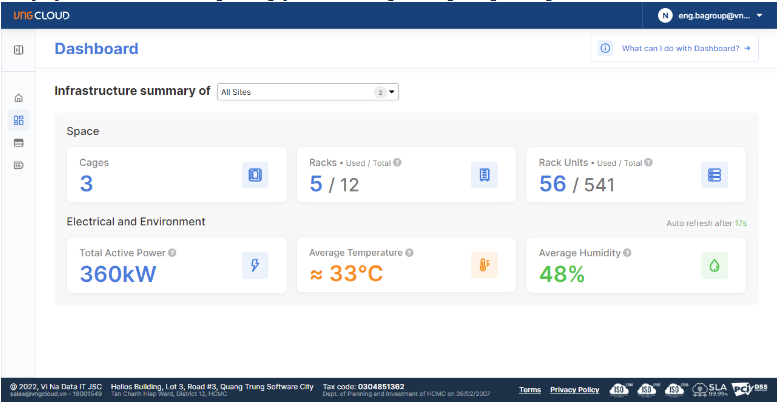 VNG CLOUD
N eng.bagroup@vn...
Dashboard
What can I do with Dashboard? →
Infrastructure summary of All Sites 2
Space
Cages
3
Racks • Used / Total
5 / 12
Rack Units • Used / Total
56 / 541
Electrical and Environment
Auto refresh after 17s
Total Active Power
360kW
Average Temperature
≈ 33°C
Average Humidity
48%
@ 2022, Vi Na Data IT JSC
sales@vngcloud.vn - 19001549
Helios Building, Lot 3, Road #3, Quang Trung Software City
Tan Chanh Hiep Ward, District 12, HCMC
Tax code: 0304851362
Dept. of Planning and Investment of HCMC on 26/02/2007
Terms
Privacy Policy
ISO
ISO
ISO
SLA
99.99%
PCI DSS